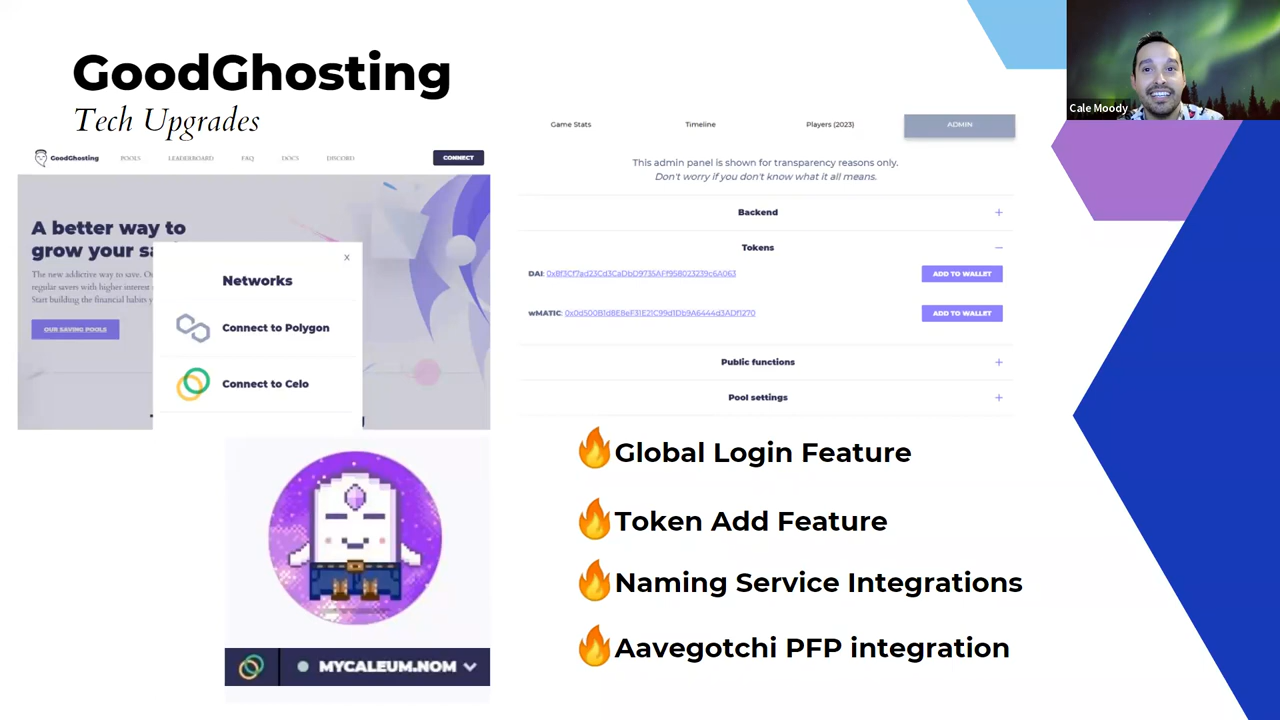 GoodGhosting
Tech Upgrades
Cale Moody
GoodGhosting POOLS LEADERBOARD FAQ DOCS DISCORD CONNECT
A better way to
grow your sa
The new addictive way to save. Ou
regular savers with higher interest
Start building the financial habits y
OUR SAVING POOLS
X
Networks
Connect to Polygon
Connect to Celo
Game Stats Timeline Players (2023) ADMIN
This admin panel is shown for transparency reasons only.
Don't worry if you don't know what it all means.
Backend +
Tokens −
DAI: 0x8f3Cf7ad23Cd3CaDbD9735AFf958023239c6A063 ADD TO WALLET
wMATIC: 0x0d500B1d8E8eF31E21C99d1Db9A6444d3ADf1270 ADD TO WALLET
Public functions +
Pool settings +
🔥Global Login Feature
🔥Token Add Feature
🔥Naming Service Integrations
🔥Aavegotchi PFP integration
MYCALEUM.NOM